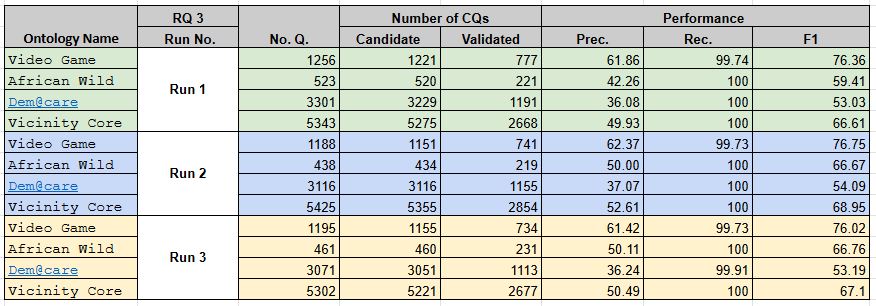 RQ 3 Number of CQs Performance
Ontology Name Run No. No. Q. Candidate Validated Prec. Rec. F1
Video Game 1256 1221 777 61.86 99.74 76.36
African Wild 523 520 221 42.26 100 59.41
Run 1
Dem@care 3301 3229 1191 36.08 100 53.03
Vicinity Core 5343 5275 2668 49.93 100 66.61
Video Game 1188 1151 741 62.37 99.73 76.75
African Wild 438 434 219 50.00 100 66.67
Run 2
Dem@care 3116 3116 1155 37.07 100 54.09
Vicinity Core 5425 5355 2854 52.61 100 68.95
Video Game 1195 1155 734 61.42 99.73 76.02
African Wild 461 460 231 50.11 100 66.76
Run 3
Dem@care 3071 3051 1113 36.24 99.91 53.19
Vicinity Core 5302 5221 2677 50.49 100 67.1